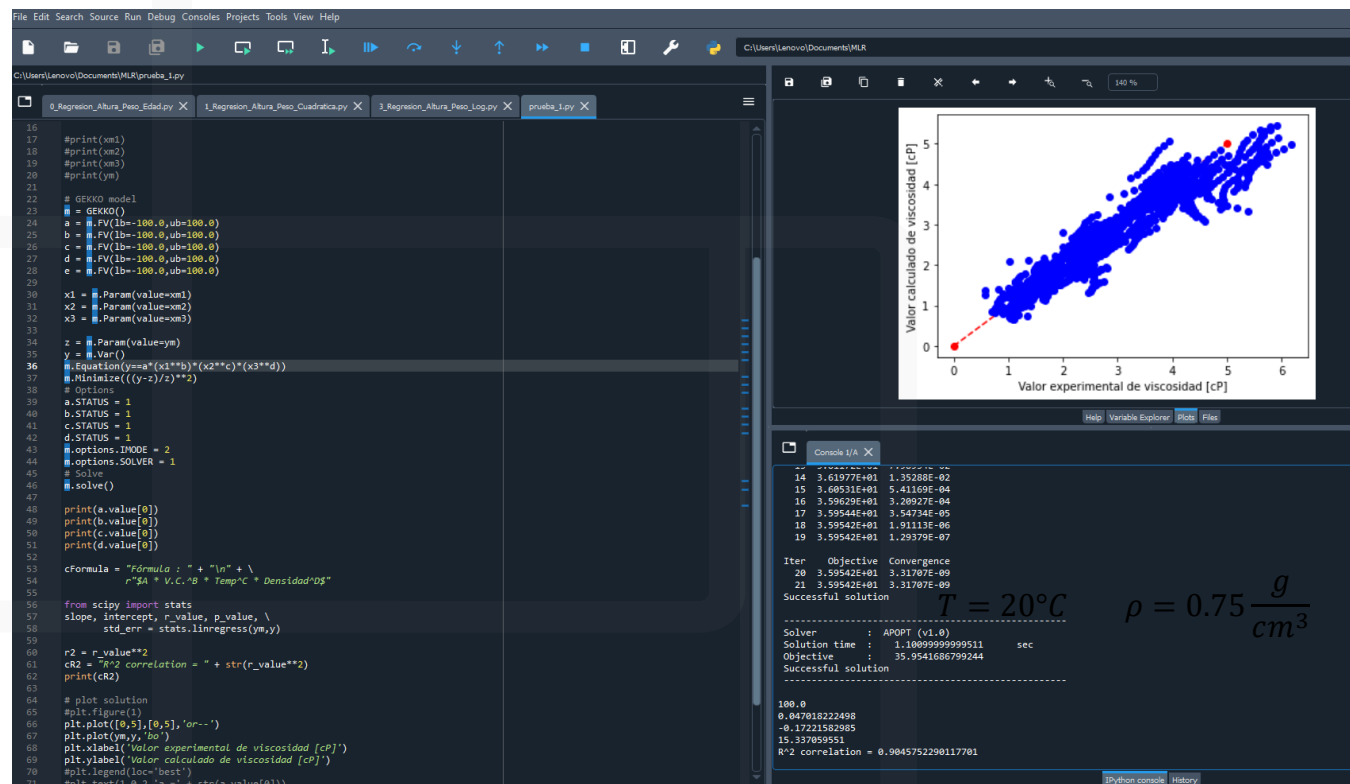 File Edit Search Source Run Debug Consoles Projects Tools View Help
C:\Users\Lenovo\Documents\MLR
C:\Users\Lenovo\Documents\MLR\prueba_1.py
0_Regresion_Altura_Peso_Edad.py 1_Regresion_Altura_Peso_Cuadratica.py 3_Regresion_Altura_Peso_Log.py prueba_1.py
16
17 #print(xm1)
18 #print(xm2)
19 #print(xm3)
20 #print(ym)
21
22 # GEKKO model
23 m = GEKKO()
24 a = m.FV(lb=-100.0,ub=100.0)
25 b = m.FV(lb=-100.0,ub=100.0)
26 c = m.FV(lb=-100.0,ub=100.0)
27 d = m.FV(lb=-100.0,ub=100.0)
28 e = m.FV(lb=-100.0,ub=100.0)
29
30 x1 = m.Param(value=xm1)
31 x2 = m.Param(value=xm2)
32 x3 = m.Param(value=xm3)
33
34 z = m.Param(value=ym)
35 y = m.Var()
36 m.Equation(y==a*(x1**b)*(x2**c)*(x3**d))
37 m.Minimize(((y-z)/z)**2)
38 # Options
39 a.STATUS = 1
40 b.STATUS = 1
41 c.STATUS = 1
42 d.STATUS = 1
43 m.options.IMODE = 2
44 m.options.SOLVER = 1
45 # Solve
46 m.solve()
47
48 print(a.value[0])
49 print(b.value[0])
50 print(c.value[0])
51 print(d.value[0])
52
53 cFormula = "Fórmula : " + "\n" + \
54 r"$A * V.C.^B * Temp^C * Densidad^D$"
55
56 from scipy import stats
57 slope, intercept, r_value, p_value, \
58 std_err = stats.linregress(ym,y)
59
60 r2 = r_value**2
61 cR2 = "R^2 correlation = " + str(r_value**2)
62 print(cR2)
63
64 # plot solution
65 #plt.figure(1)
66 plt.plot([0,5],[0,5],'or--')
67 plt.plot(ym,y,'bo')
68 plt.xlabel('Valor experimental de viscosidad [cP]')
69 plt.ylabel('Valor calculado de viscosidad [cP]')
70 #plt.legend(loc='best')
140 %
Valor calculado de viscosidad [cP]
5
4
3
2
1
0
0 1 2 3 4 5 6
Valor experimental de viscosidad [cP]
Help Variable Explorer Plots Files
Console 1/A
14 3.61977E+01 1.35288E-02
15 3.60531E+01 5.41169E-04
16 3.59629E+01 3.20927E-04
17 3.59544E+01 3.54734E-05
18 3.59542E+01 1.91113E-06
19 3.59542E+01 1.29379E-07
Iter Objective Convergence
20 3.59542E+01 3.31707E-09
21 3.59542E+01 3.31707E-09
Successful solution
T = 20°C ρ = 0.75 g/cm³
---------------------------------------------------
Solver : APOPT (v1.0)
Solution time : 1.10099999999511 sec
Objective : 35.9541686799244
Successful solution
---------------------------------------------------
100.0
0.047018222498
-0.17221582985
15.337059551
R^2 correlation = 0.9045752290117701
IPython console History